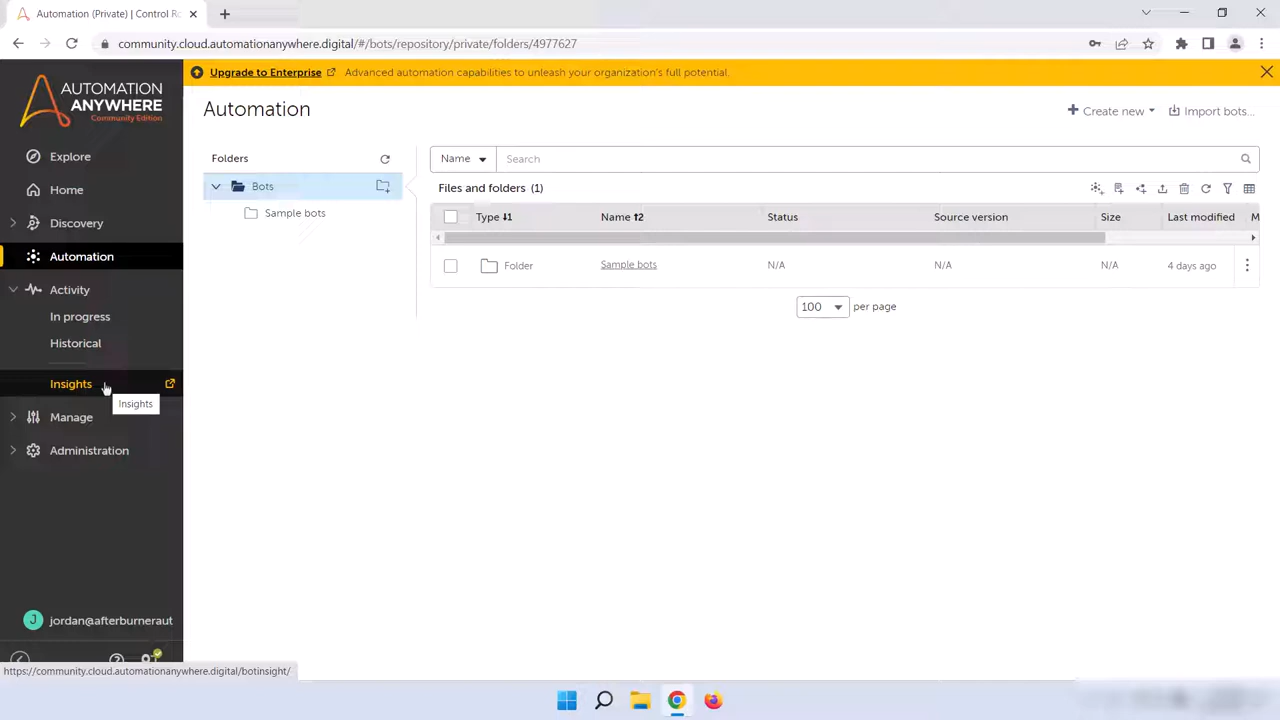 Automation (Private) | Control Ro
community.cloud.automationanywhere.digital/#/bots/repository/private/folders/4977627
Upgrade to Enterprise Advanced automation capabilities to unleash your organization's full potential.
AUTOMATION
ANYWHERE
Community Edition
Explore
Home
Discovery
Automation
Activity
In progress
Historical
Insights
Insights
Manage
Administration
jordan@afterburneraut
https://community.cloud.automationanywhere.digital/botinsight/
Automation
Create new
Import bots...
Folders
Bots
Sample bots
Name
Search
Files and folders (1)
Type Name Status Source version Size Last modified M
Folder Sample bots N/A N/A N/A 4 days ago
100 per page
J